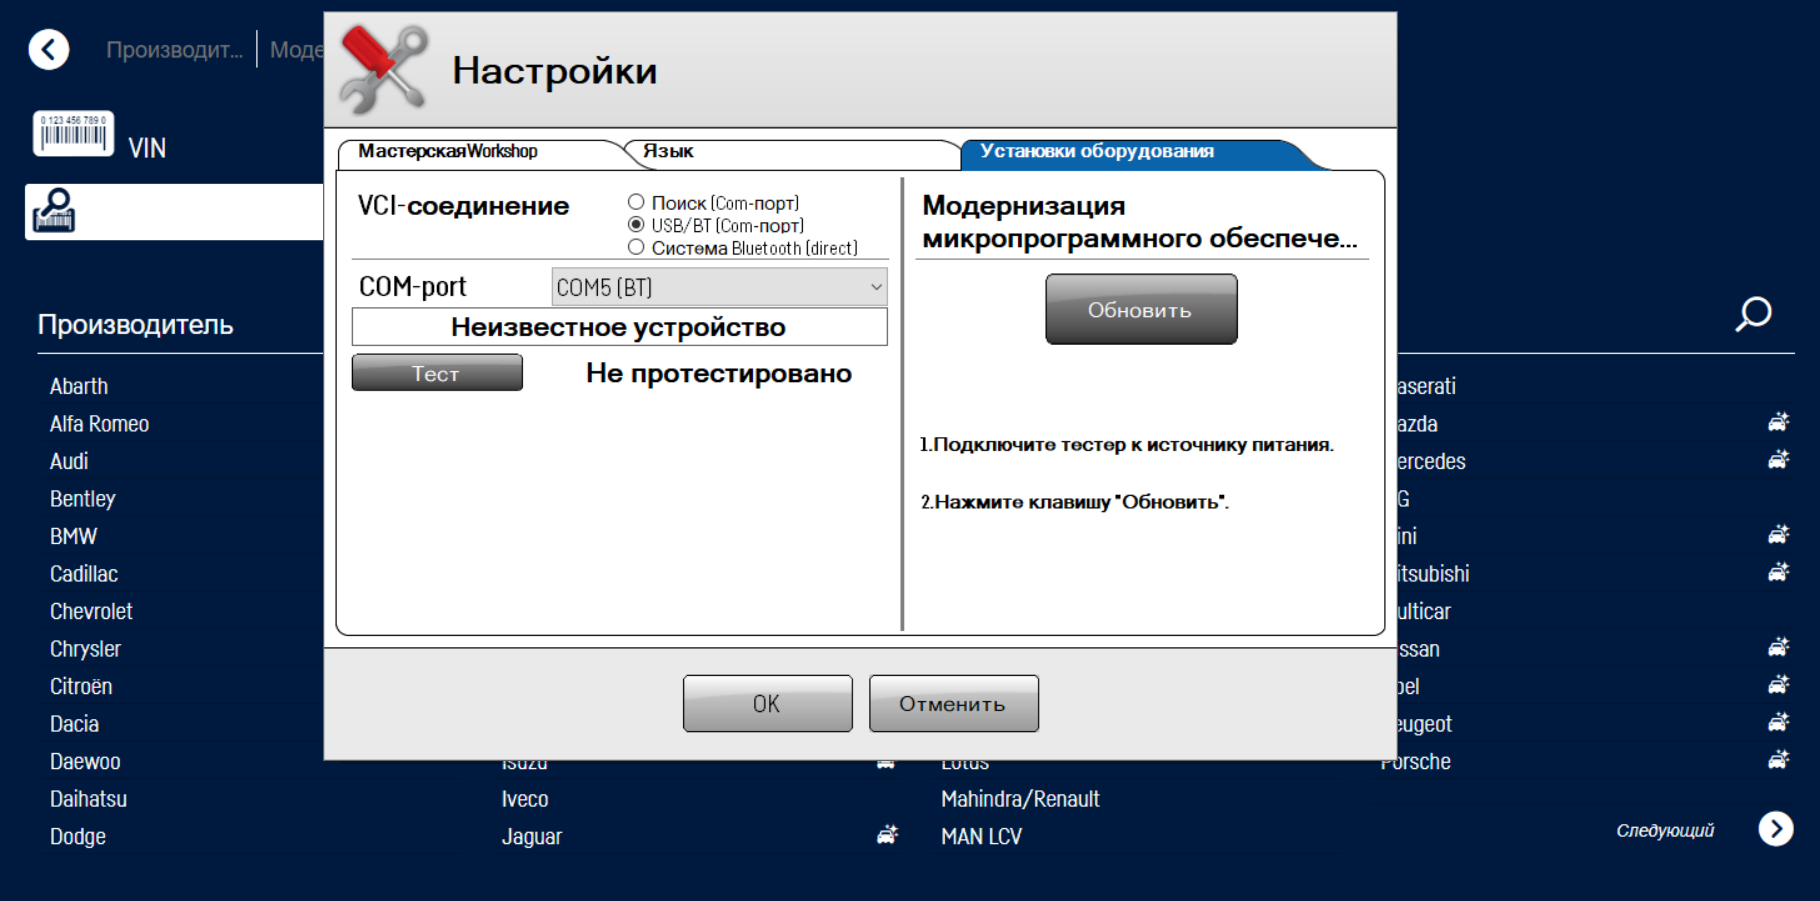 Производит...
Моде
Настройки
0 123 456 789 0
VIN
МастерскаяWorkshop
Язык
Установки оборудования
VCI-соединение
Поиск (Com-порт)
USB/BT (Com-порт)
Система Bluetooth (direct)
COM-port
COM5 (BT)
Неизвестное устройство
Тест
Не протестировано
Модернизация
микропрограммного обеспече...
Обновить
1.Подключите тестер к источнику питания.
2.Нажмите клавишу "Обновить".
OK
Отменить
Производитель
Abarth
Alfa Romeo
Audi
Bentley
BMW
Cadillac
Chevrolet
Chrysler
Citroën
Dacia
Daewoo
Daihatsu
Dodge
Isuzu
Iveco
Jaguar
Lotus
Mahindra/Renault
MAN LCV
aserati
azda
ercedes
G
ini
itsubishi
ulticar
ssan
pel
eugeot
Porsche
Следующий